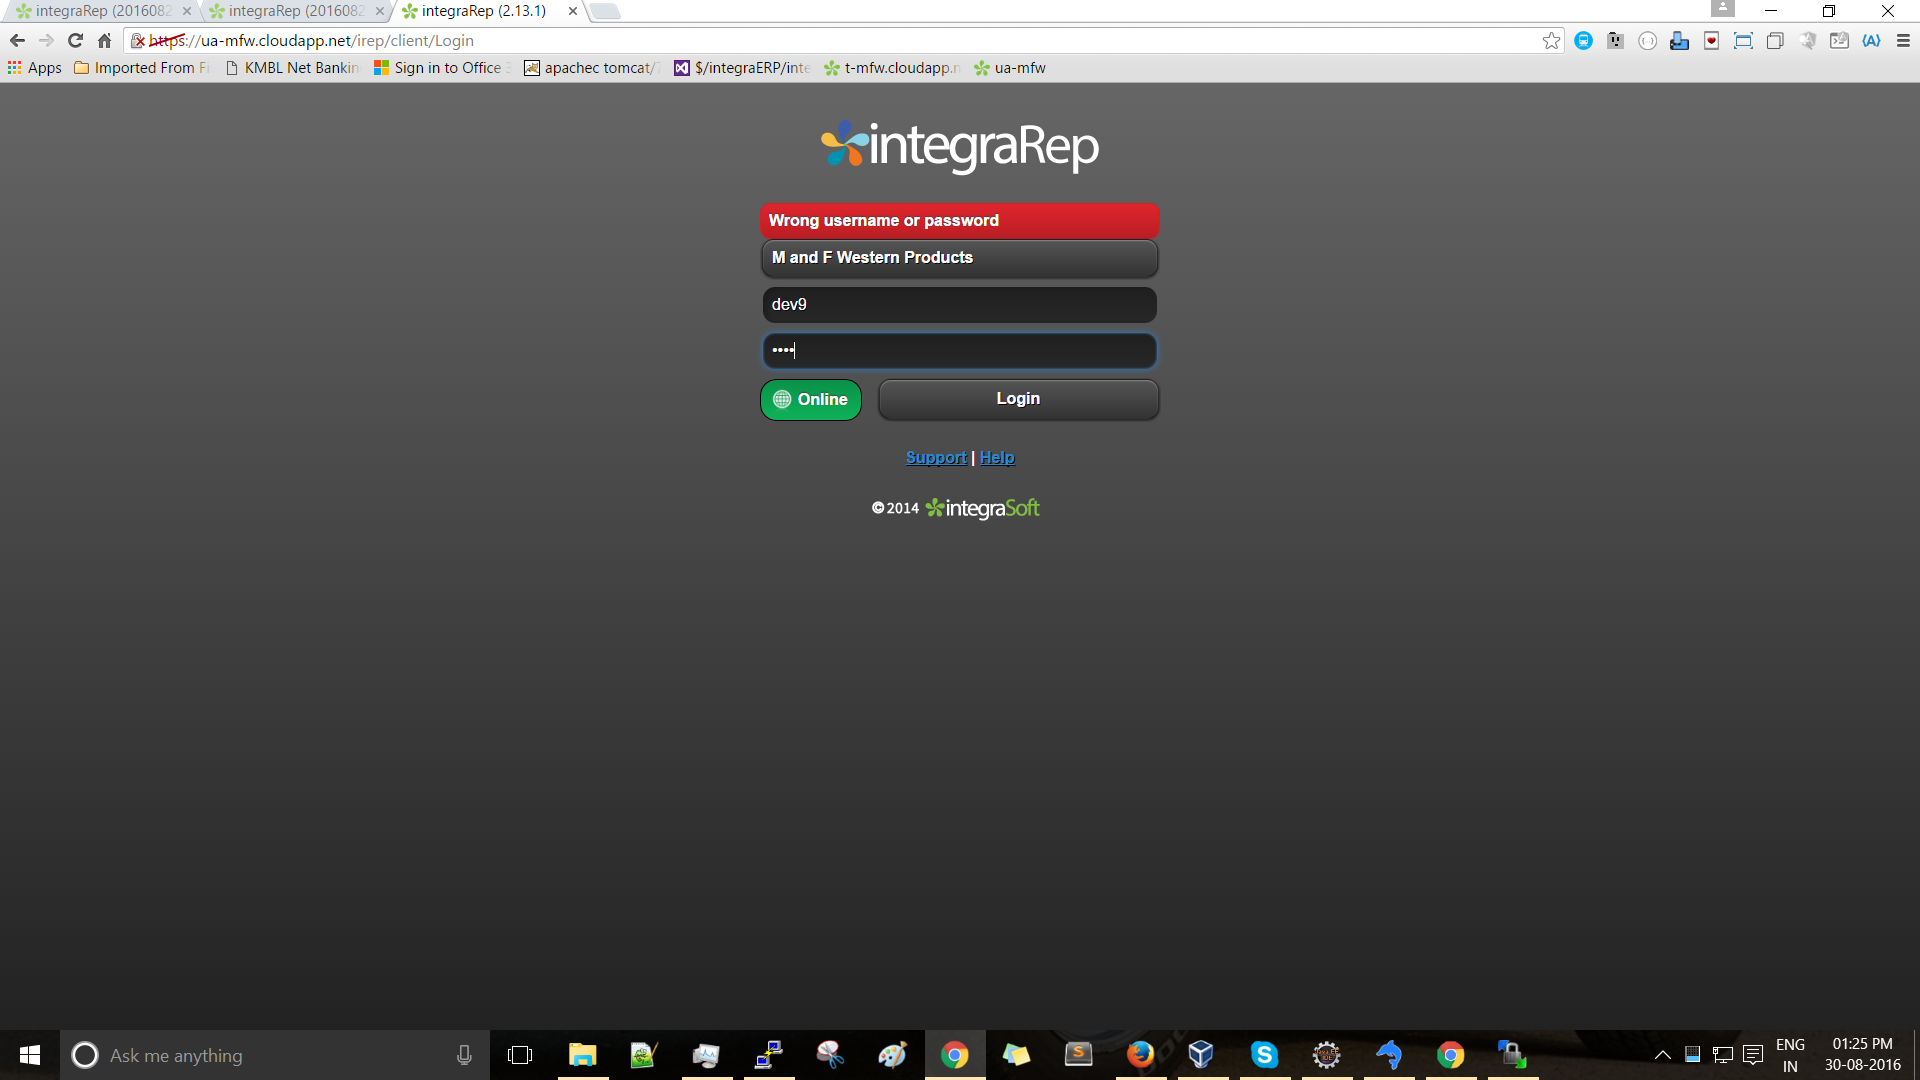 integraRep (2016082
integraRep (2016082
integraRep (2.13.1)
https://ua-mfw.cloudapp.net/irep/client/Login
Apps
Imported From F
KMBL Net Bankin
Sign in to Office 3
apachec tomcat/7
$/integraERP/inte
t-mfw.cloudapp.n
ua-mfw
integraRep
Wrong username or password
M and F Western Products
dev9
••••
Online
Login
Support | Help
© 2014 integraSoft
Ask me anything
ENG
IN
01:25 PM
30-08-2016